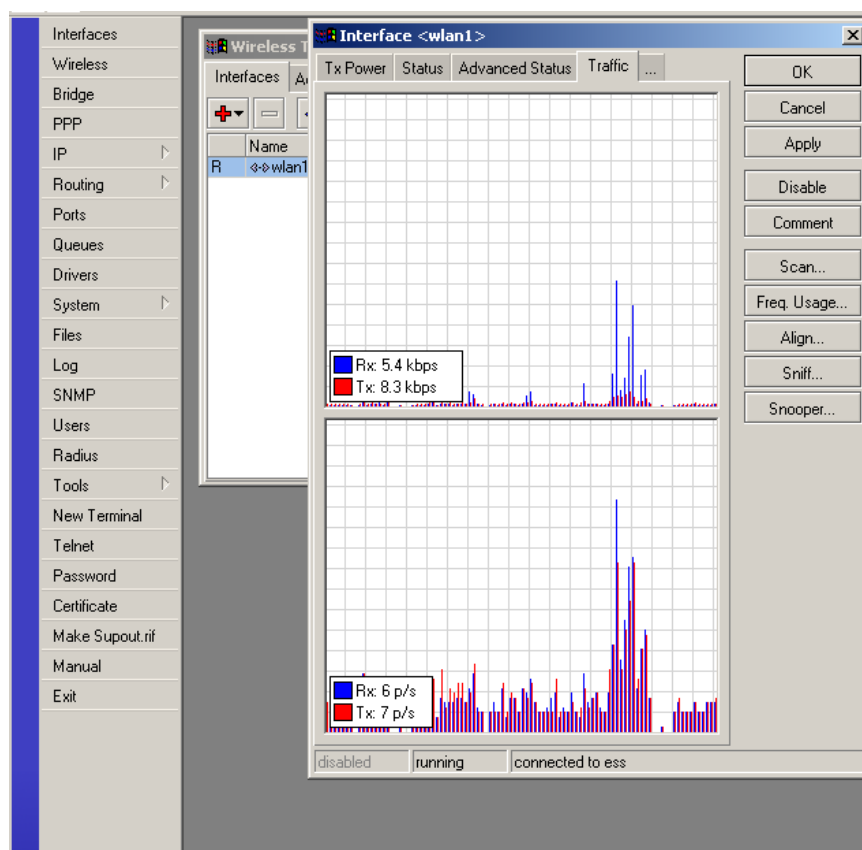 Interfaces
Wireless
Bridge
PPP
IP
Routing
Ports
Queues
Drivers
System
Files
Log
SNMP
Users
Radius
Tools
New Terminal
Telnet
Password
Certificate
Make Supout.rif
Manual
Exit
Wireless T
Interfaces
Name
R wlan1
Interface <wlan1>
Tx Power Status Advanced Status Traffic ...
Rx: 5.4 kbps
Tx: 8.3 kbps
Rx: 6 p/s
Tx: 7 p/s
OK
Cancel
Apply
Disable
Comment
Scan...
Freq. Usage...
Align...
Sniff...
Snooper...
disabled running connected to ess